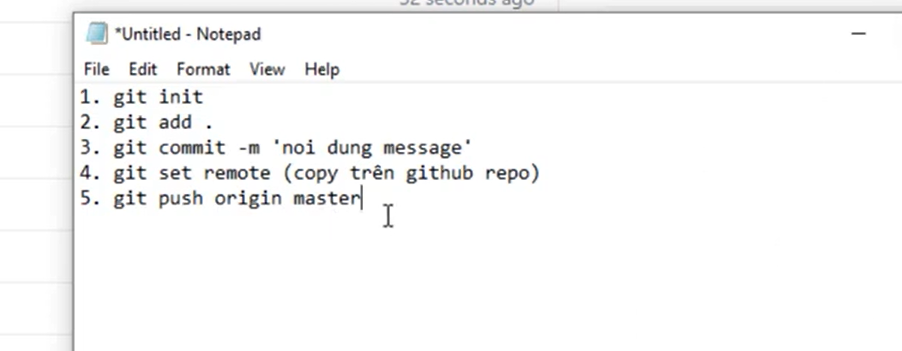 52 seconds ago
*Untitled - Notepad
File Edit Format View Help
1. git init
2. git add .
3. git commit -m 'noi dung message'
4. git set remote (copy trên github repo)
5. git push origin master